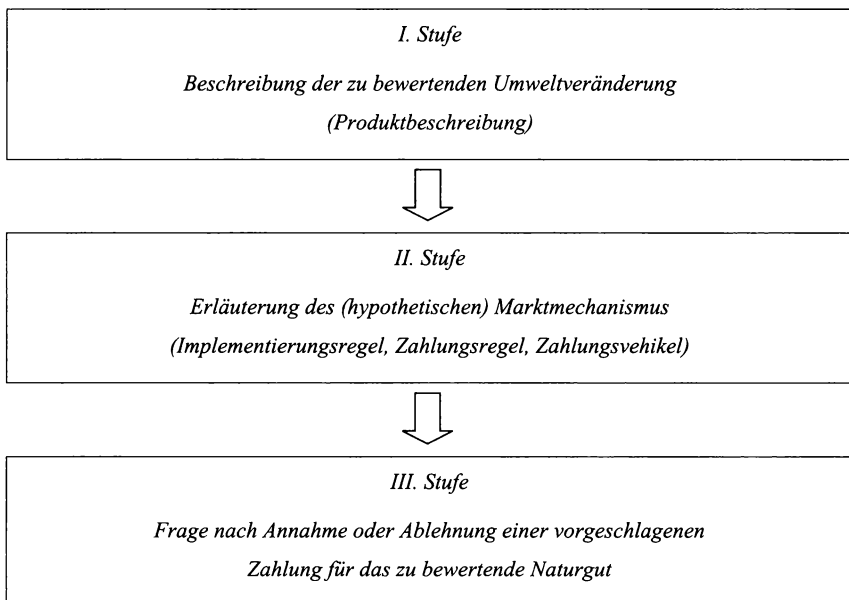 I. Stufe
Beschreibung der zu bewertenden Umweltveränderung
(Produktbeschreibung)
II. Stufe
Erläuterung des (hypothetischen) Marktmechanismus
(Implementierungsregel, Zahlungsregel, Zahlungsvehikel)
III. Stufe
Frage nach Annahme oder Ablehnung einer vorgeschlagenen
Zahlung für das zu bewertende Naturgut